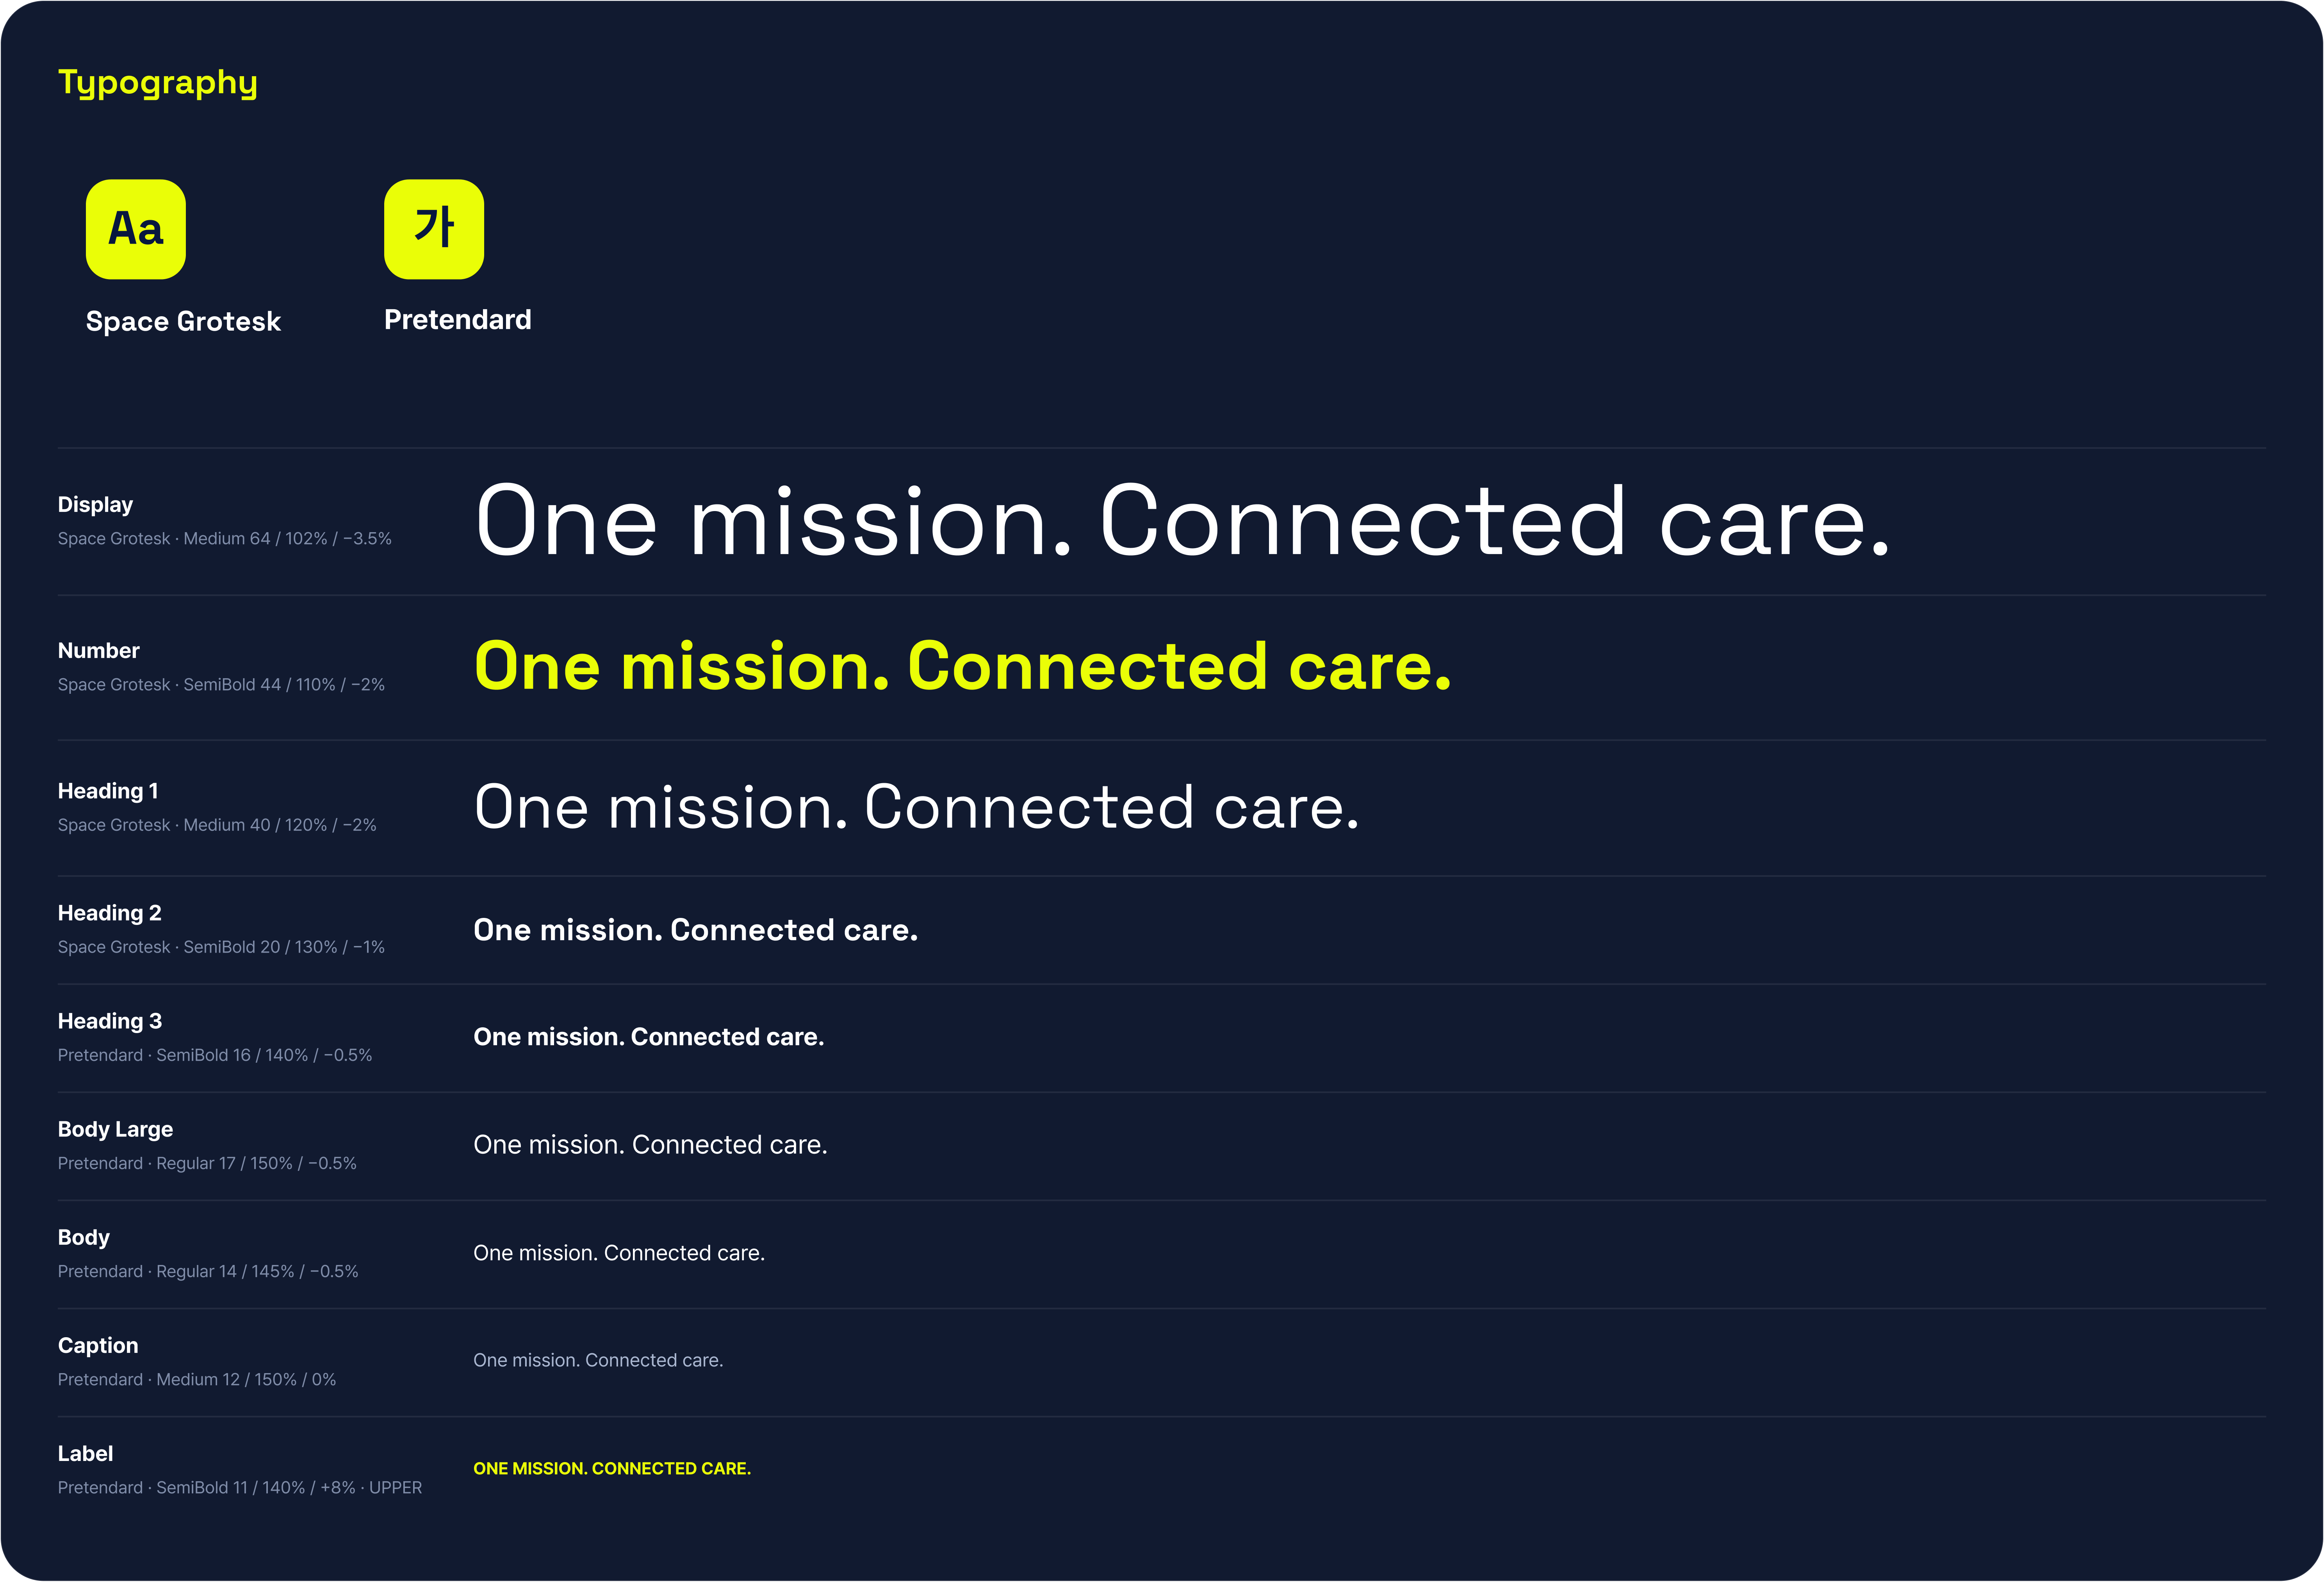 Typography
Aa
가
Space Grotesk
Pretendard
Display
Space Grotesk · Medium 64 / 102% / −3.5%
One mission. Connected care.
Number
Space Grotesk · SemiBold 44 / 110% / −2%
One mission. Connected care.
Heading 1
Space Grotesk · Medium 40 / 120% / −2%
One mission. Connected care.
Heading 2
Space Grotesk · SemiBold 20 / 130% / −1%
One mission. Connected care.
Heading 3
Pretendard · SemiBold 16 / 140% / −0.5%
One mission. Connected care.
Body Large
Pretendard · Regular 17 / 150% / −0.5%
One mission. Connected care.
Body
Pretendard · Regular 14 / 145% / −0.5%
One mission. Connected care.
Caption
Pretendard · Medium 12 / 150% / 0%
One mission. Connected care.
Label
Pretendard · SemiBold 11 / 140% / +8% · UPPER
ONE MISSION. CONNECTED CARE.